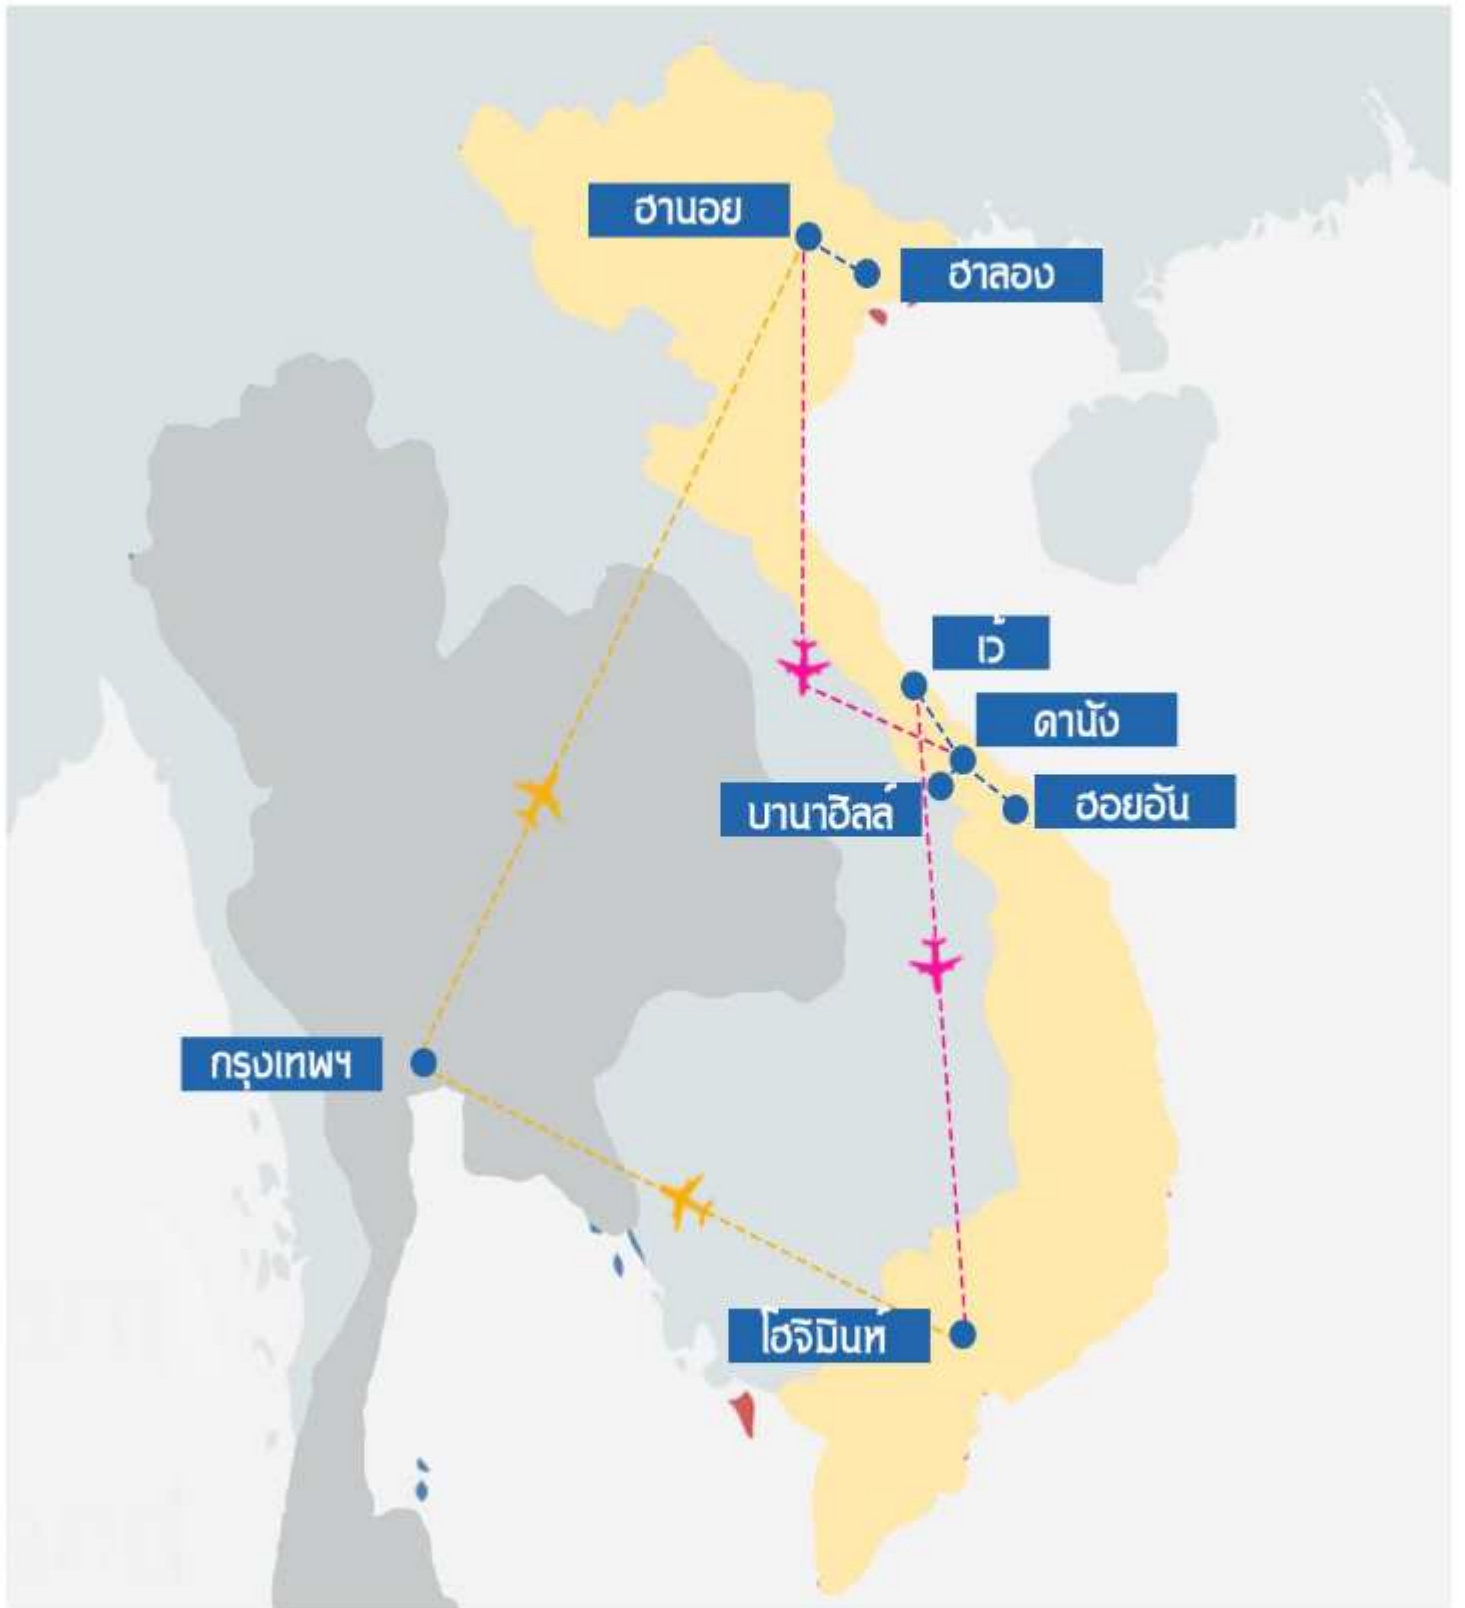 ฮานอย
ฮาลอง
เว้
ดานัง
บานาฮิลล์
ฮอยอัน
กรุงเทพฯ
โฮจิมินห์